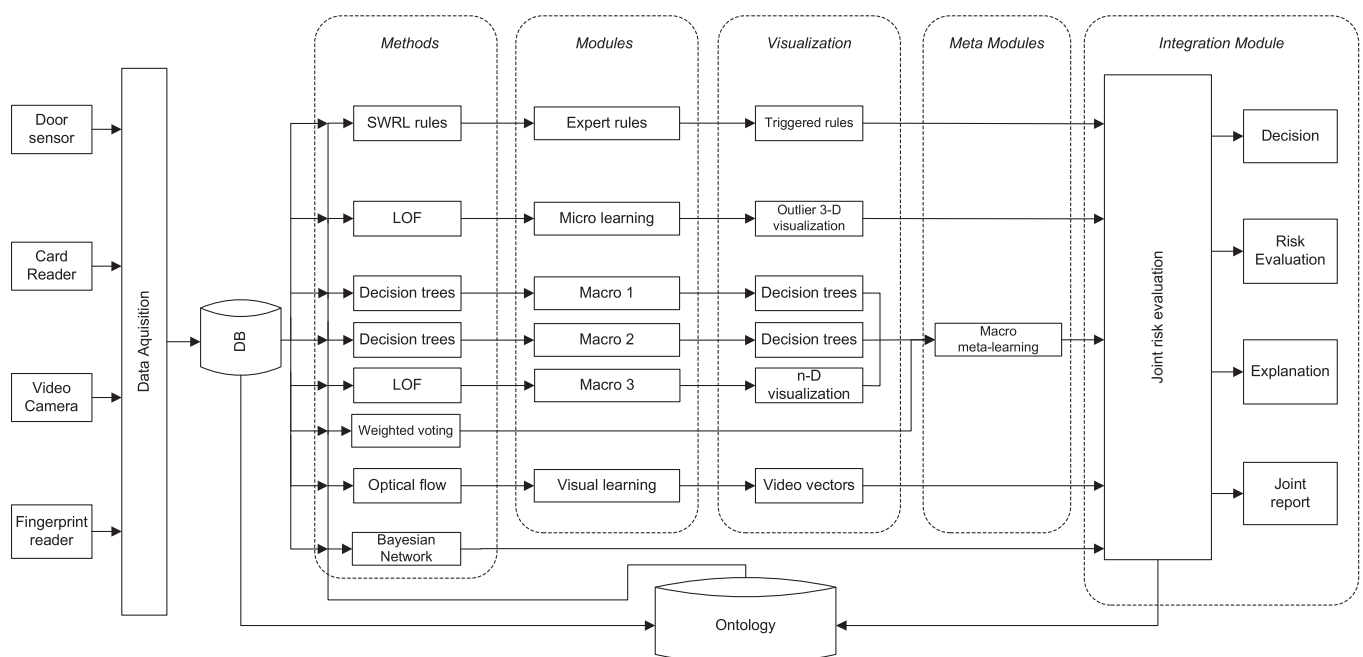 Methods
Modules
Visualization
Meta Modules
Integration Module
Door
sensor
Card
Reader
Video
Camera
Fingerprint
reader
Data Aquisition
DB
SWRL rules
Expert rules
Triggered rules
LOF
Micro learning
Outlier 3-D
visualization
Decision trees
Macro 1
Decision trees
Decision trees
Macro 2
Decision trees
Macro
meta-learning
LOF
Macro 3
n-D
visualization
Weighted voting
Optical flow
Visual learning
Video vectors
Bayesian
Network
Joint risk evaluation
Decision
Risk
Evaluation
Explanation
Joint
report
Ontology